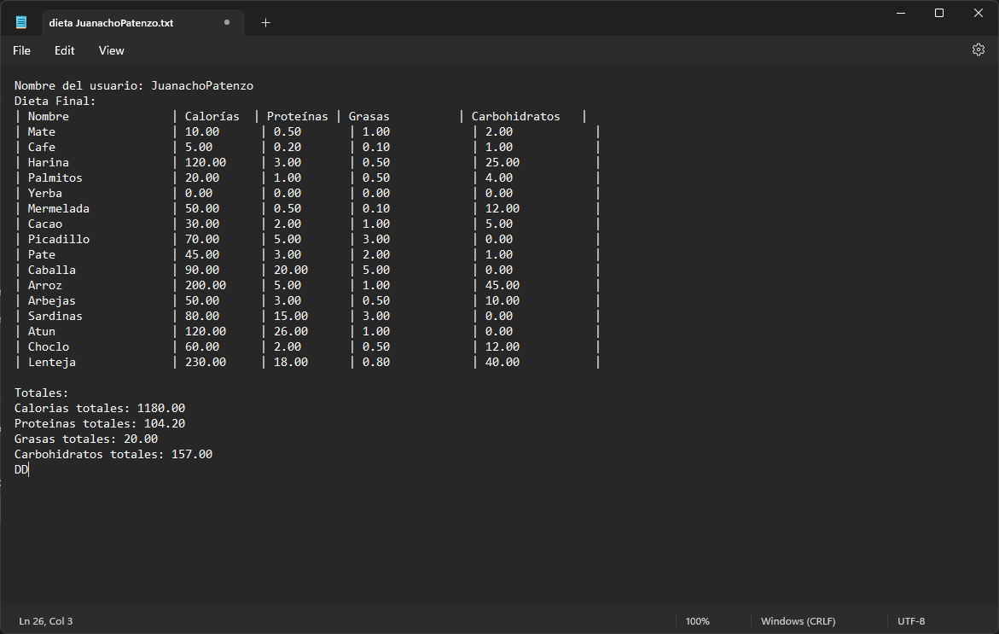 dieta JuanachoPatenzo.txt
File Edit View
Nombre del usuario: JuanachoPatenzo
Dieta Final:
| Nombre | Calorías | Proteínas | Grasas | Carbohidratos |
| Mate | 10.00 | 0.50 | 1.00 | 2.00 |
| Cafe | 5.00 | 0.20 | 0.10 | 1.00 |
| Harina | 120.00 | 3.00 | 0.50 | 25.00 |
| Palmitos | 20.00 | 1.00 | 0.50 | 4.00 |
| Yerba | 0.00 | 0.00 | 0.00 | 0.00 |
| Mermelada | 50.00 | 0.50 | 0.10 | 12.00 |
| Cacao | 30.00 | 2.00 | 1.00 | 5.00 |
| Picadillo | 70.00 | 5.00 | 3.00 | 0.00 |
| Pate | 45.00 | 3.00 | 2.00 | 1.00 |
| Caballa | 90.00 | 20.00 | 5.00 | 0.00 |
| Arroz | 200.00 | 5.00 | 1.00 | 45.00 |
| Arbejas | 50.00 | 3.00 | 0.50 | 10.00 |
| Sardinas | 80.00 | 15.00 | 3.00 | 0.00 |
| Atun | 120.00 | 26.00 | 1.00 | 0.00 |
| Choclo | 60.00 | 2.00 | 0.50 | 12.00 |
| Lenteja | 230.00 | 18.00 | 0.80 | 40.00 |
Totales:
Calorias totales: 1180.00
Proteinas totales: 104.20
Grasas totales: 20.00
Carbohidratos totales: 157.00
DD
Ln 26, Col 3 100% Windows (CRLF) UTF-8